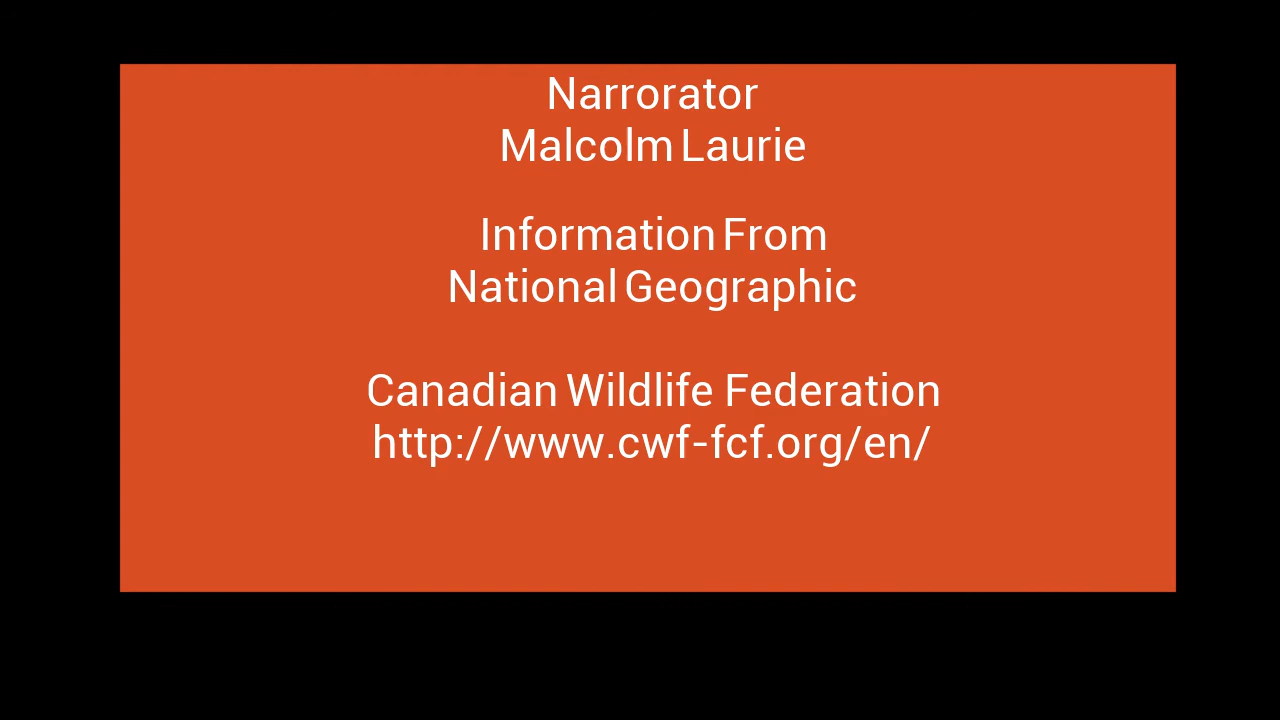 Narrorator
Malcolm Laurie
Information From
National Geographic
Canadian Wildlife Federation
http://www.cwf-fcf.org/en/